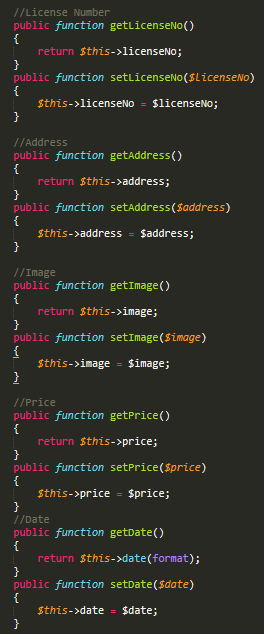 //License Number
public function getLicenseNo()
{
    return $this->licenseNo;
}
public function setLicenseNo($licenseNo)
{
    $this->licenseNo = $licenseNo;
}

//Address
public function getAddress()
{
    return $this->address;
}
public function setAddress($address)
{
    $this->address = $address;
}

//Image
public function getImage()
{
    return $this->image;
}
public function setImage($image)
{
    $this->image = $image;
}

//Price
public function getPrice()
{
    return $this->price;
}
public function setPrice($price)
{
    $this->price = $price;
}
//Date
public function getDate()
{
    return $this->date(format);
}
public function setDate($date)
{
    $this->date = $date;
}